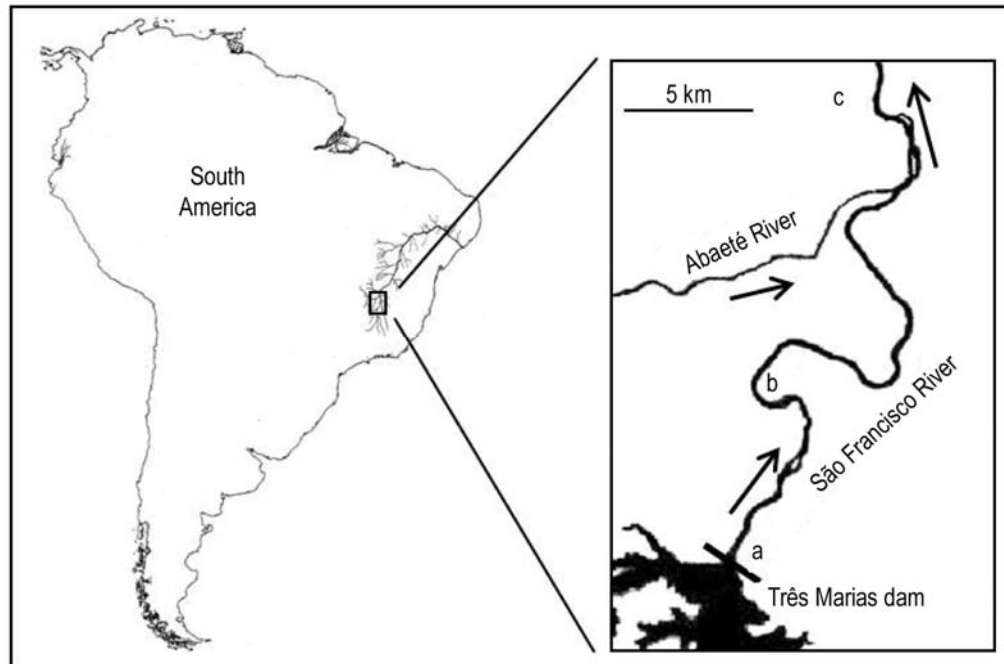 South
America
5 km
c
Abaeté River
b
São Francisco River
a
Três Marias dam